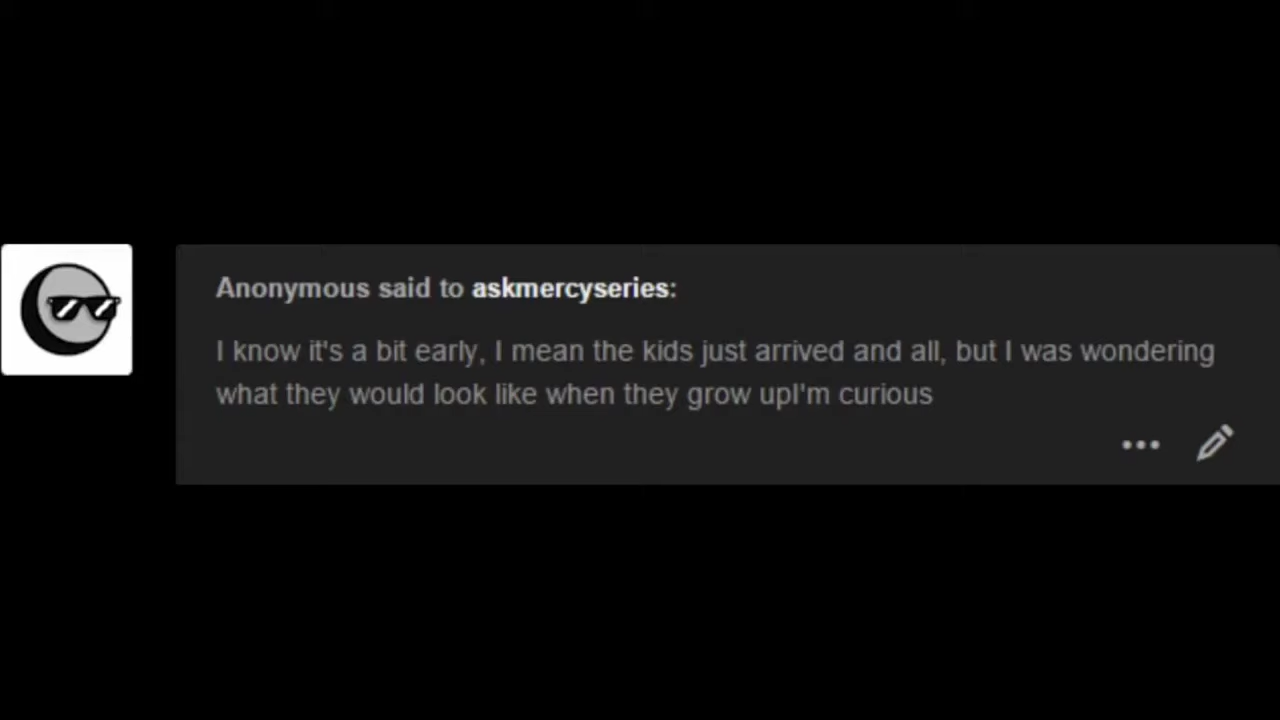 Anonymous said to askmercyseries:
I know it's a bit early, I mean the kids just arrived and all, but I was wondering
what they would look like when they grow upI'm curious